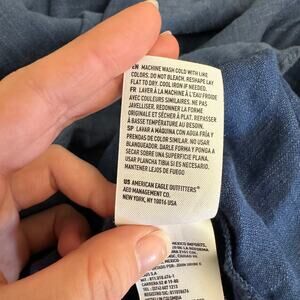 EN MACHINE WASH COLD WITH LIKE
COLORS. DO NOT BLEACH. RESHAPE LAY
FLAT TO DRY. COOL IRON IF NEEDED.
FR LAVER À LA MACHINE À L'EAU FROIDE
AVEC COULEURS SIMILAIRES. NE PAS
JAVELLISER. REDONNER LA FORME
ORIGINALE ET SÉCHER À PLAT. REPASSER
À BASSE TEMPÉRATURE AU BESOIN.
SP LAVAR A MÁQUINA CON AGUA FRÍA Y
PRENDAS DE COLOR SIMILAR. NO USAR
BLANQUEADOR. DARLE FORMA Y PONGA A
SECAR SOBRE UNA SUPERFICIE PLANA.
USAR PLANCHA TIBIA SI ES NECESARIO.
MANTENER LEJOS DE FUEGO
US AMERICAN EAGLE OUTFITTERS®
AEO MANAGEMENT CO.
NEW YORK, NY 10016 USA
MEXICO IMPORTS,
MEXICO